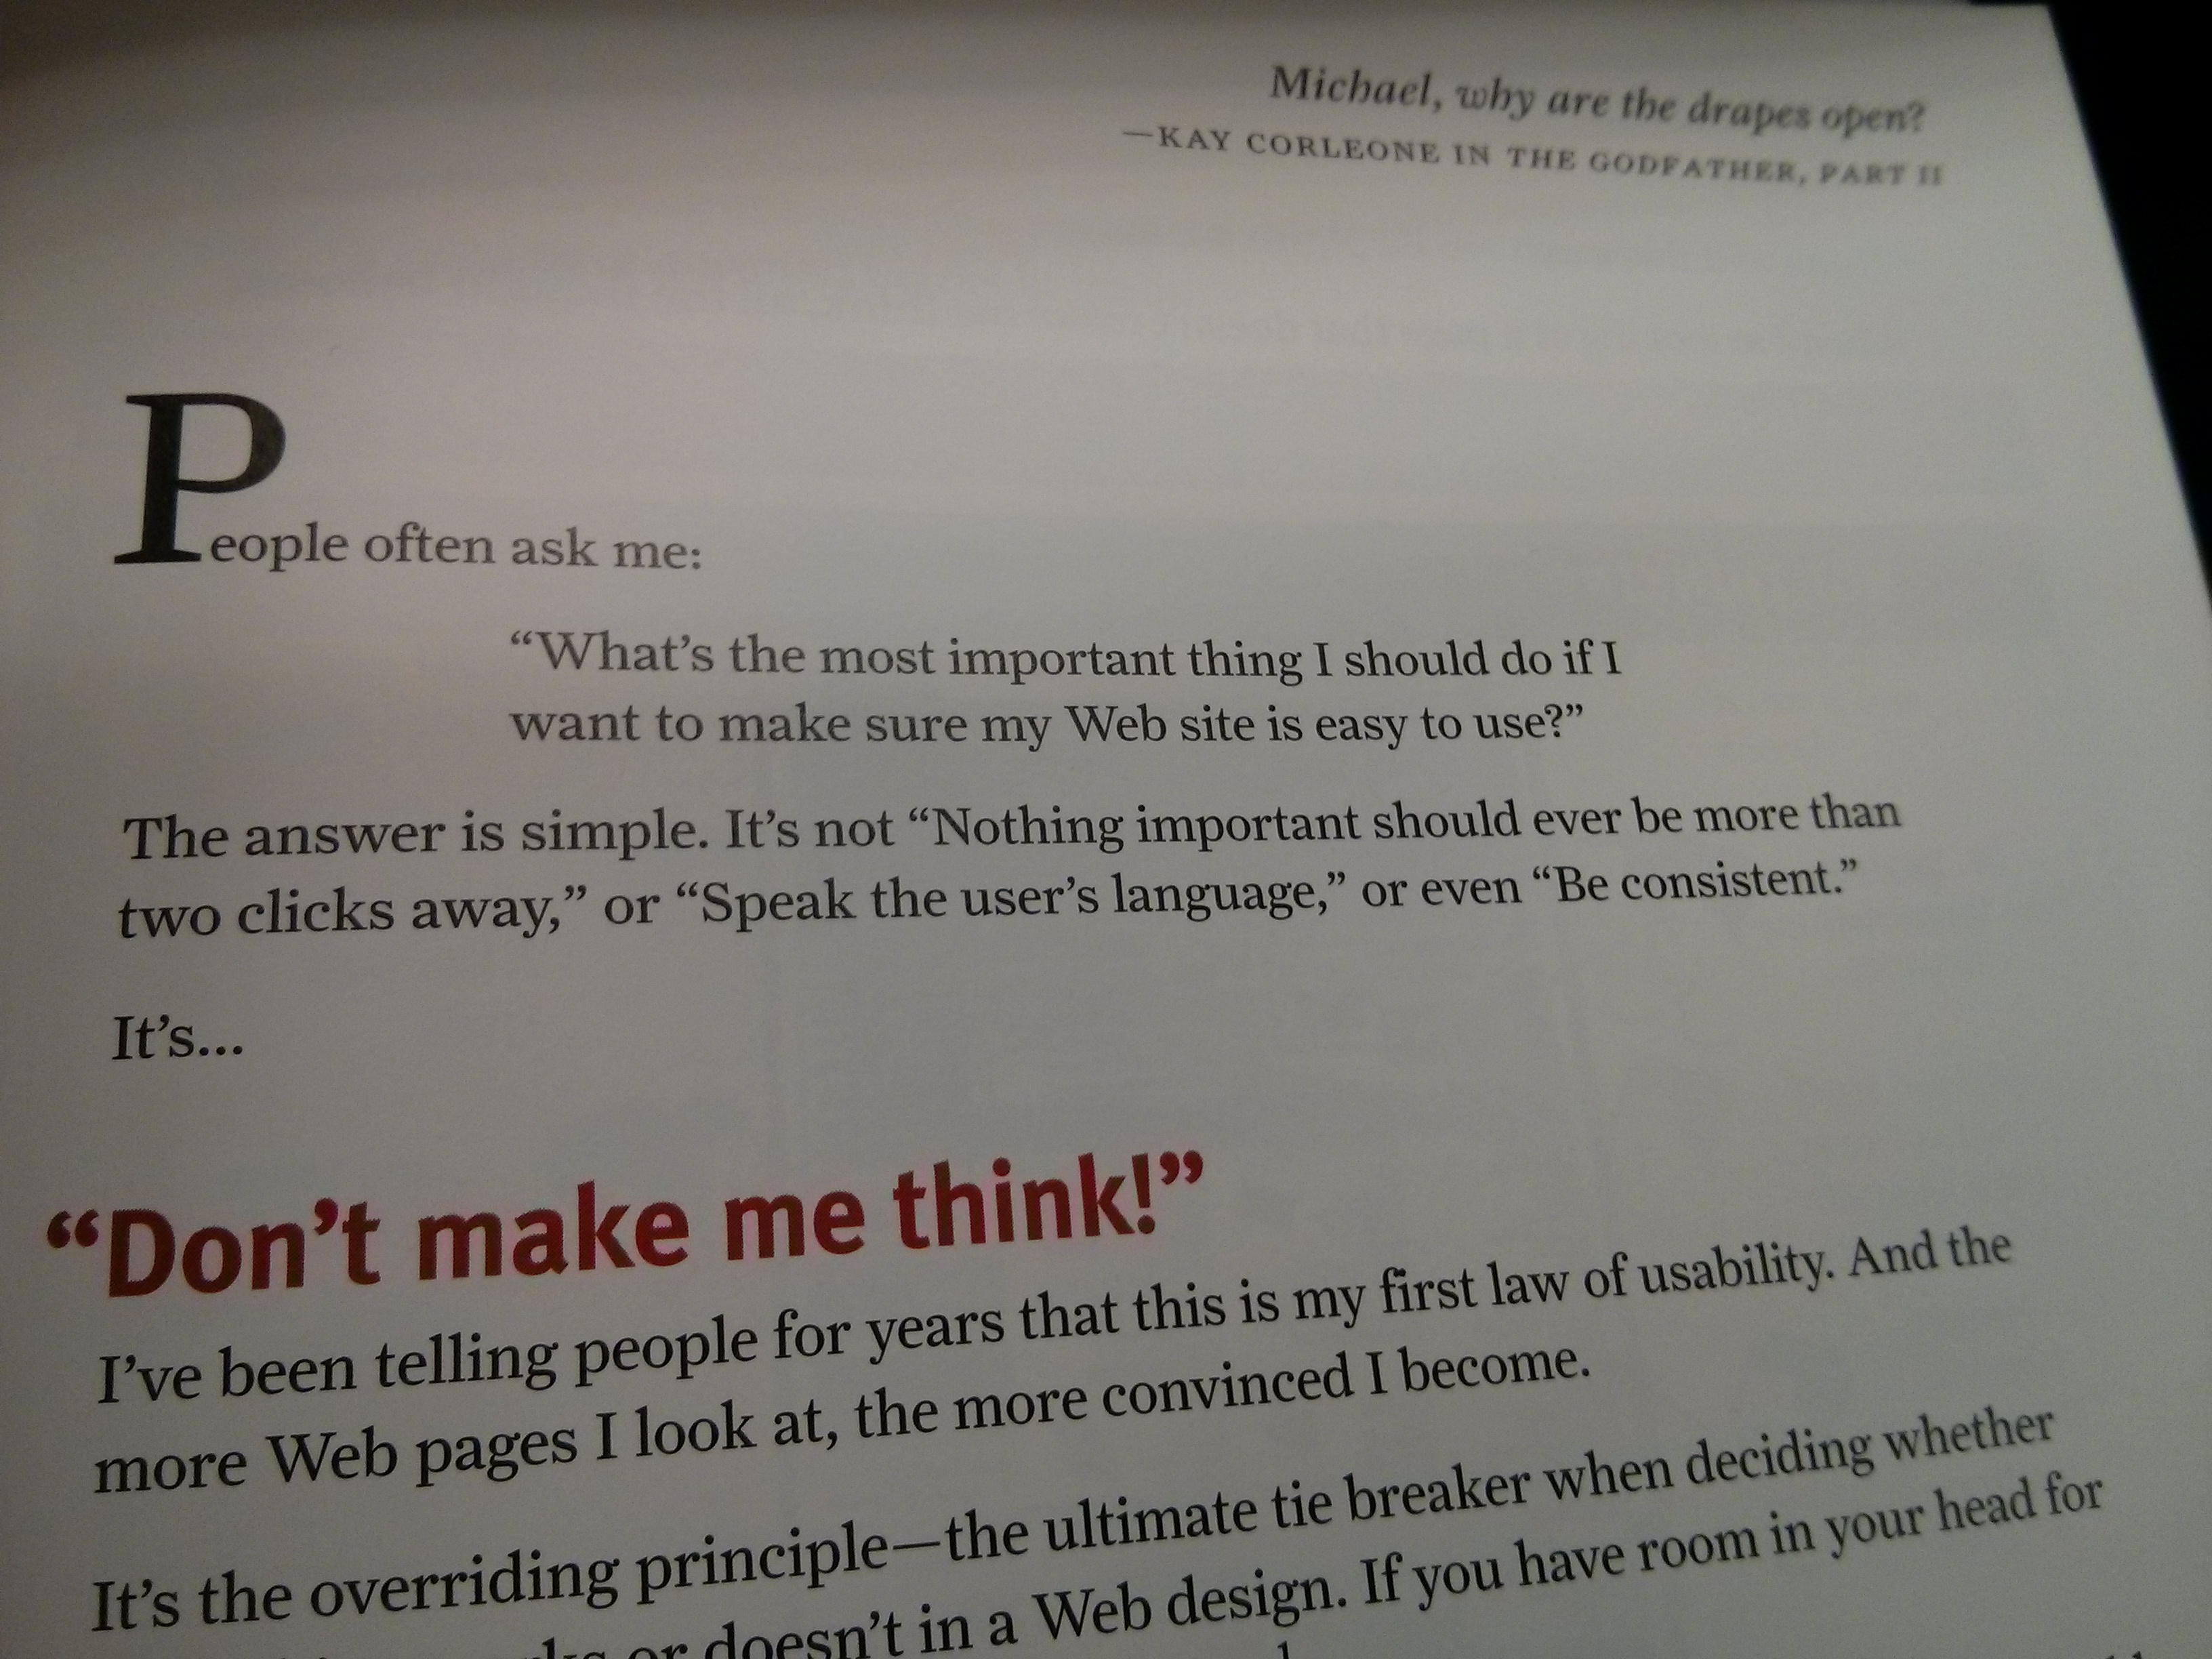 Michael, why are the drapes open?
—KAY CORLEONE IN THE GODFATHER, PART II
People often ask me:
“What’s the most important thing I should do if I
want to make sure my Web site is easy to use?”
The answer is simple. It’s not “Nothing important should ever be more than
two clicks away,” or “Speak the user’s language,” or even “Be consistent.”
It’s...
“Don’t make me think!”
I’ve been telling people for years that this is my first law of usability. And the
more Web pages I look at, the more convinced I become.
It’s the overriding principle—the ultimate tie breaker when deciding whether
or doesn’t in a Web design. If you have room in your head for